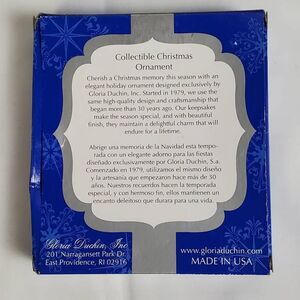 Collectible Christmas
Ornament
Cherish a Christmas memory this season with an
elegant holiday ornament designed exclusively by
Gloria Duchin, Inc. Started in 1979, we use the
same high-quality design and craftsmanship that
began more than 30 years ago. Our keepsakes
make the season special, and with beautiful
finish, they maintain a delightful charm that will
endure for a lifetime.
Abrige una memoria de la Navidad esta tempo-
rada con un elegante adorno para las fiestas
diseñado exclusivamente por Gloria Duchin, S.a.
Comenzado en 1979, utilizamos el mismo diseño
y la artesanía que empezaron hace más de 30
años. Nuestros recuerdos hacen la temporada
especial, y con hermoso fin, ellos mantienen un
encanto deleitoso que durara para una vida.
Gloria Duchin, Inc
201 Narragansett Park Dr.
East Providence, RI 02916
www.gloriaduchin.com
MADE IN USA